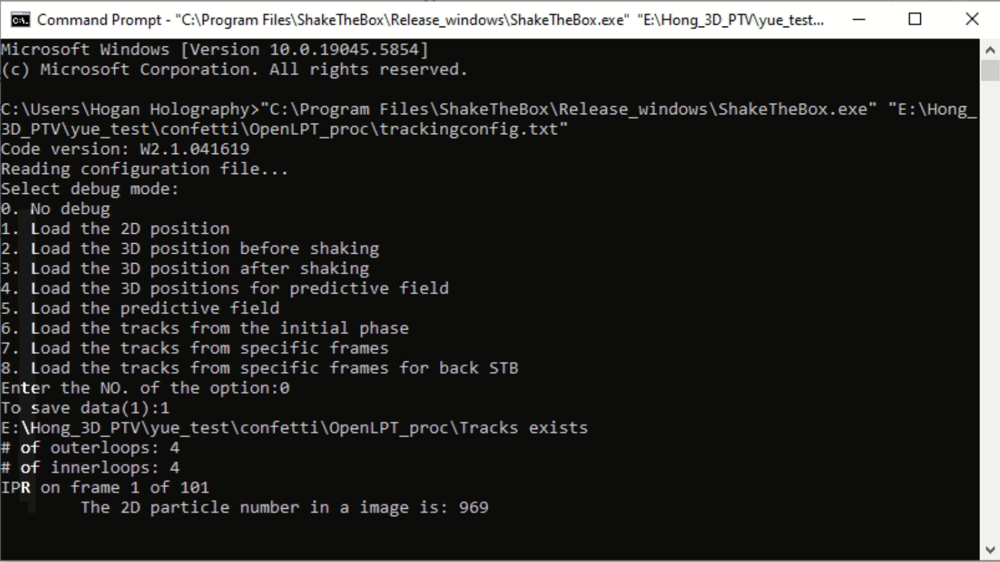 Command Prompt - "C:\Program Files\ShakeTheBox\Release_windows\ShakeTheBox.exe" "E:\Hong_3D_PTV\yue_test...
Microsoft Windows [Version 10.0.19045.5854]
(c) Microsoft Corporation. All rights reserved.
C:\Users\Hogan Holography>"C:\Program Files\ShakeTheBox\Release_windows\ShakeTheBox.exe" "E:\Hong_
3D_PTV\yue_test\confetti\OpenLPT_proc\trackingconfig.txt"
Code version: W2.1.041619
Reading configuration file...
Select debug mode:
0. No debug
1. Load the 2D position
2. Load the 3D position before shaking
3. Load the 3D position after shaking
4. Load the 3D positions for predictive field
5. Load the predictive field
6. Load the tracks from the initial phase
7. Load the tracks from specific frames
8. Load the tracks from specific frames for back STB
Enter the NO. of the option:0
To save data(1):1
E:\Hong_3D_PTV\yue_test\confetti\OpenLPT_proc\Tracks exists
# of outerloops: 4
# of innerloops: 4
IPR on frame 1 of 101
The 2D particle number in a image is: 969